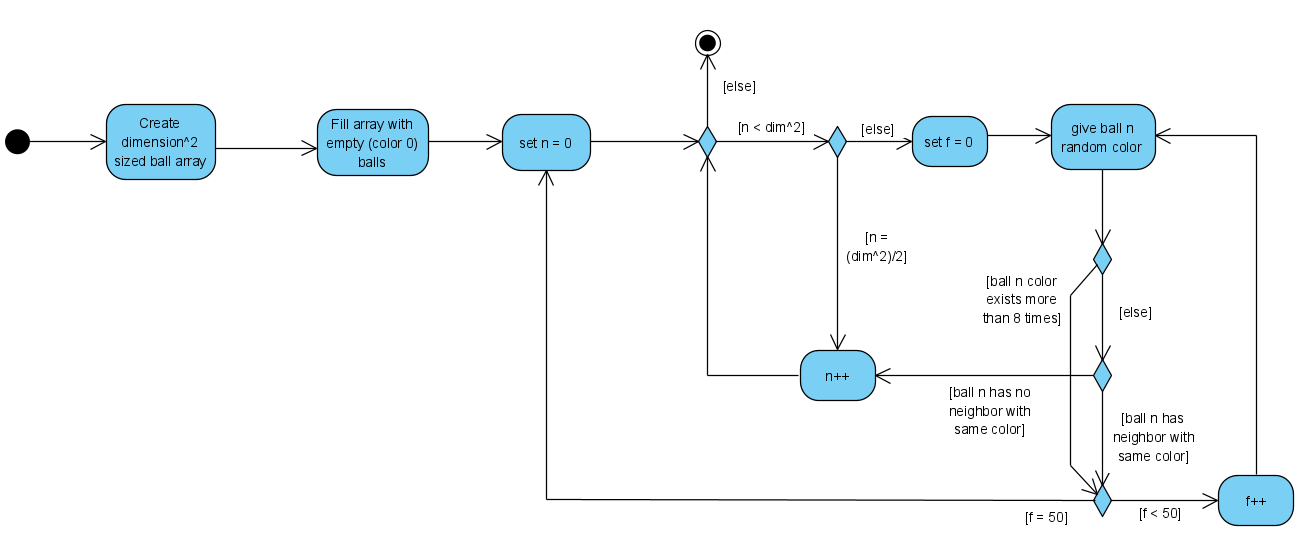 [else]
Create
dimension^2
sized ball array
Fill array with
empty (color 0)
balls
set n = 0
[n < dim^2]
[else]
set f = 0
give ball n
random color
[n =
(dim^2)/2]
[ball n color
exists more
than 8 times]
[else]
n++
[ball n has no
neighbor with
same color]
[ball n has
neighbor with
same color]
[f = 50]
[f < 50]
f++